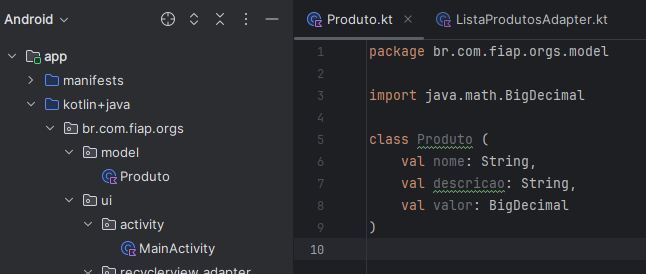 Android
app
manifests
kotlin+java
br.com.fiap.orgs
model
Produto
ui
activity
MainActivity
recyclerview.adapter
Produto.kt
ListaProdutosAdapter.kt
1 package br.com.fiap.orgs.model
2
3 import java.math.BigDecimal
4
5 class Produto (
6 val nome: String,
7 val descricao: String,
8 val valor: BigDecimal
9 )
10